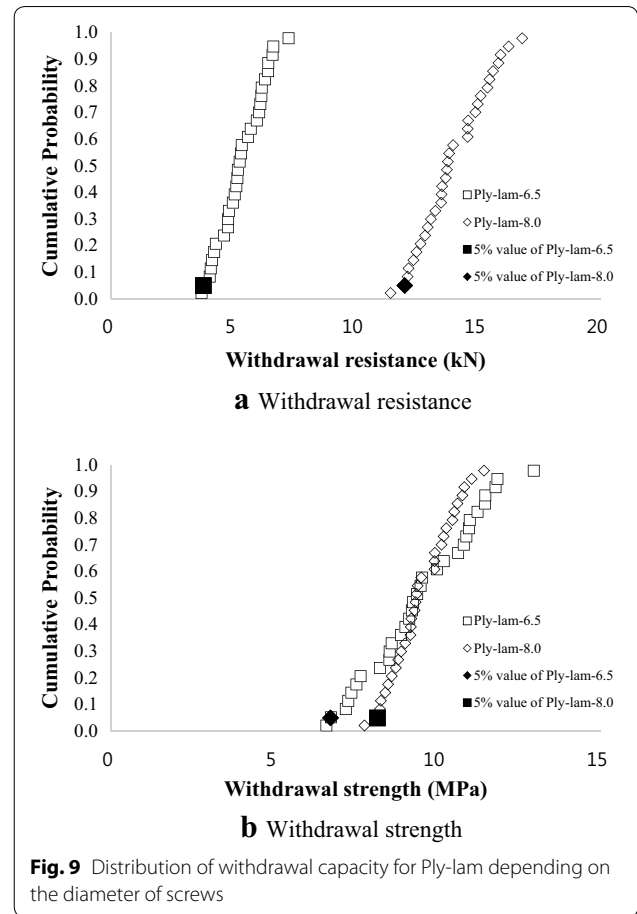 1.0
0.9
0.8
0.7
0.6
0.5
0.4
0.3
0.2
0.1
0.0
Cumulative Probability
Ply-lam-6.5
Ply-lam-8.0
5% value of Ply-lam-6.5
5% value of Ply-lam-8.0
0 5 10 15 20
Withdrawal resistance (kN)
a Withdrawal resistance
1.0
0.9
0.8
0.7
0.6
0.5
0.4
0.3
0.2
0.1
0.0
Cumulative Probability
Ply-lam-6.5
Ply-lam-8.0
5% value of Ply-lam-6.5
5% value of Ply-lam-8.0
0 5 10 15
Withdrawal strength (MPa)
b Withdrawal strength
Fig. 9 Distribution of withdrawal capacity for Ply-lam depending on
the diameter of screws